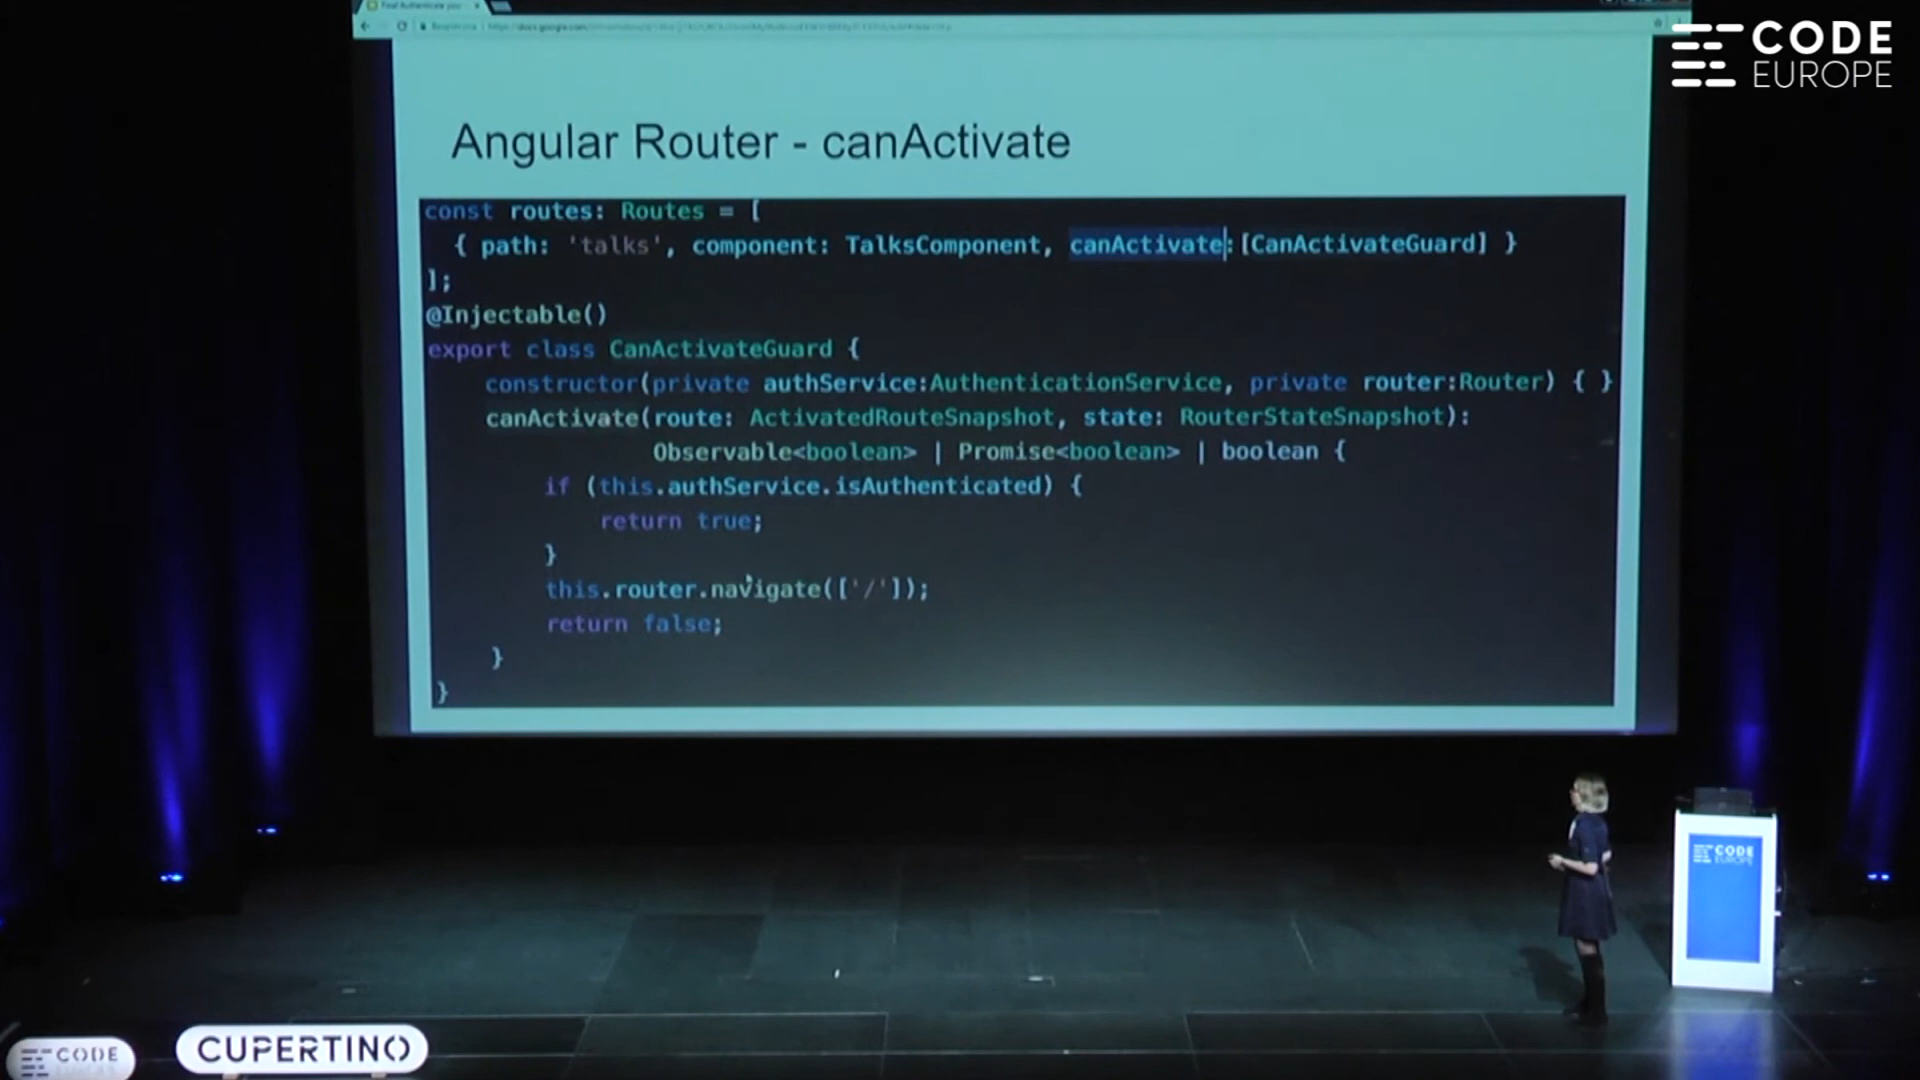 CODE
EUROPE
Angular Router - canActivate
const routes: Routes = [
{ path: 'talks', component: TalksComponent, canActivate:[CanActivateGuard] }
];
@Injectable()
export class CanActivateGuard {
constructor(private authService:AuthenticationService, private router:Router) { }
canActivate(route: ActivatedRouteSnapshot, state: RouterStateSnapshot):
Observable<boolean> | Promise<boolean> | boolean {
if (this.authService.isAuthenticated) {
return true;
}
this.router.navigate(['/']);
return false;
}
}
CODE
EUROPE
CODE
CUPERTINO